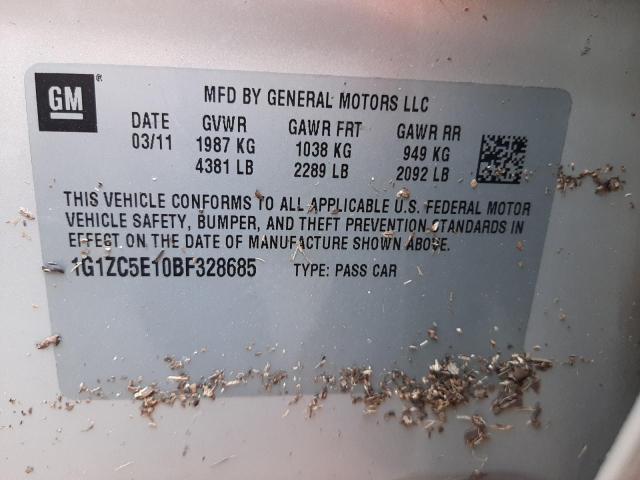 GM ®
MFD BY GENERAL MOTORS LLC
DATE GVWR GAWR FRT GAWR RR
03/11 1987 KG 1038 KG 949 KG
4381 LB 2289 LB 2092 LB
THIS VEHICLE CONFORMS TO ALL APPLICABLE U.S. FEDERAL MOTOR
VEHICLE SAFETY, BUMPER, AND THEFT PREVENTION STANDARDS IN
EFFECT ON THE DATE OF MANUFACTURE SHOWN ABOVE.
1G1ZC5E10BF328685 TYPE: PASS CAR